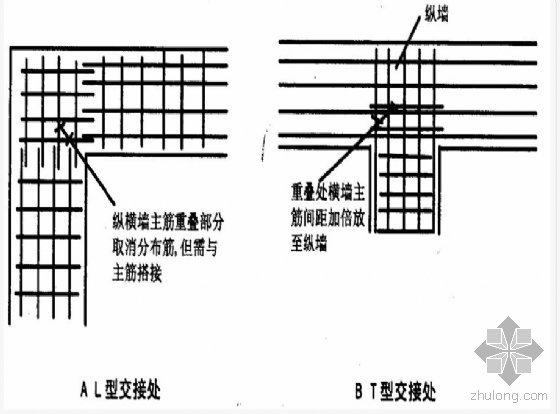 纵墙
纵横墙主筋重叠部分
取消分布筋,但需与
主筋搭接
重叠处横墙主
筋间距加倍放
至纵墙
AL型交接处
BT型交接处
zhulong.com